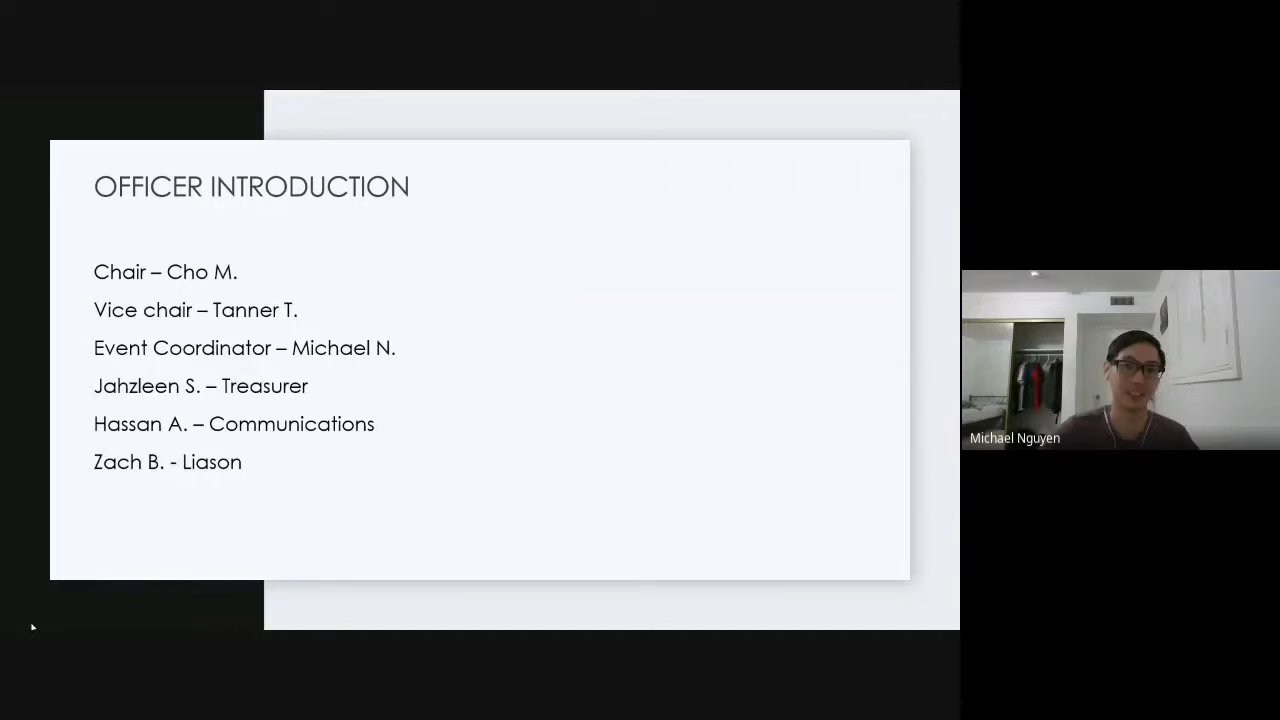 OFFICER INTRODUCTION
Chair – Cho M.
Vice chair – Tanner T.
Event Coordinator – Michael N.
Jahzleen S. – Treasurer
Hassan A. – Communications
Zach B. - Liason
Michael Nguyen